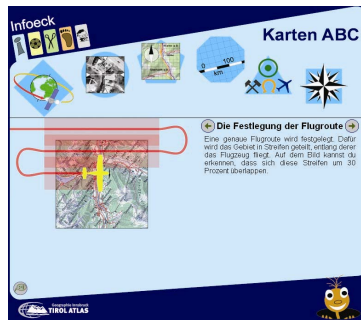 Infoeck
Karten ABC
0 100
km
Die Festlegung der Flugroute
Eine genaue Flugroute wird festgelegt. Dafür
wird das Gebiet in Streifen geteilt, entlang derer
das Flugzeug fliegt. Auf dem Bild kannst du
erkennen, dass sich diese Streifen um 30
Prozent überlappen.
Geographie Innsbruck
TIROL ATLAS